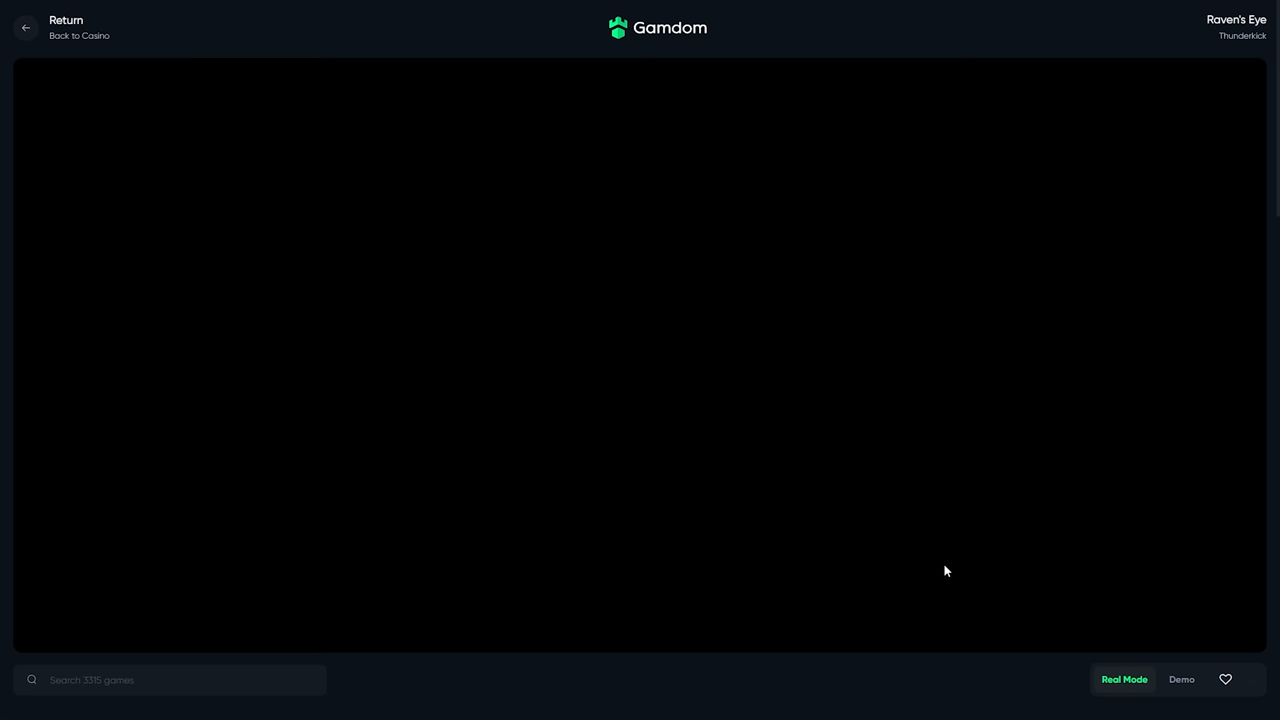 Return
Back to Casino
Gamdom
Raven's Eye
Thunderkick
Search 3315 games
Real Mode
Demo